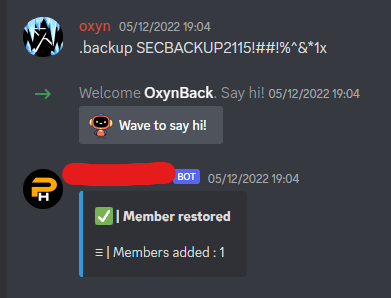 oxyn 05/12/2022 19:04
.backup SECBACKUP2115!##!%^&*1x
Welcome OxynBack. Say hi! 05/12/2022 19:04
Wave to say hi!
BOT 05/12/2022 19:04
✅ | Member restored
≡ | Members added : 1